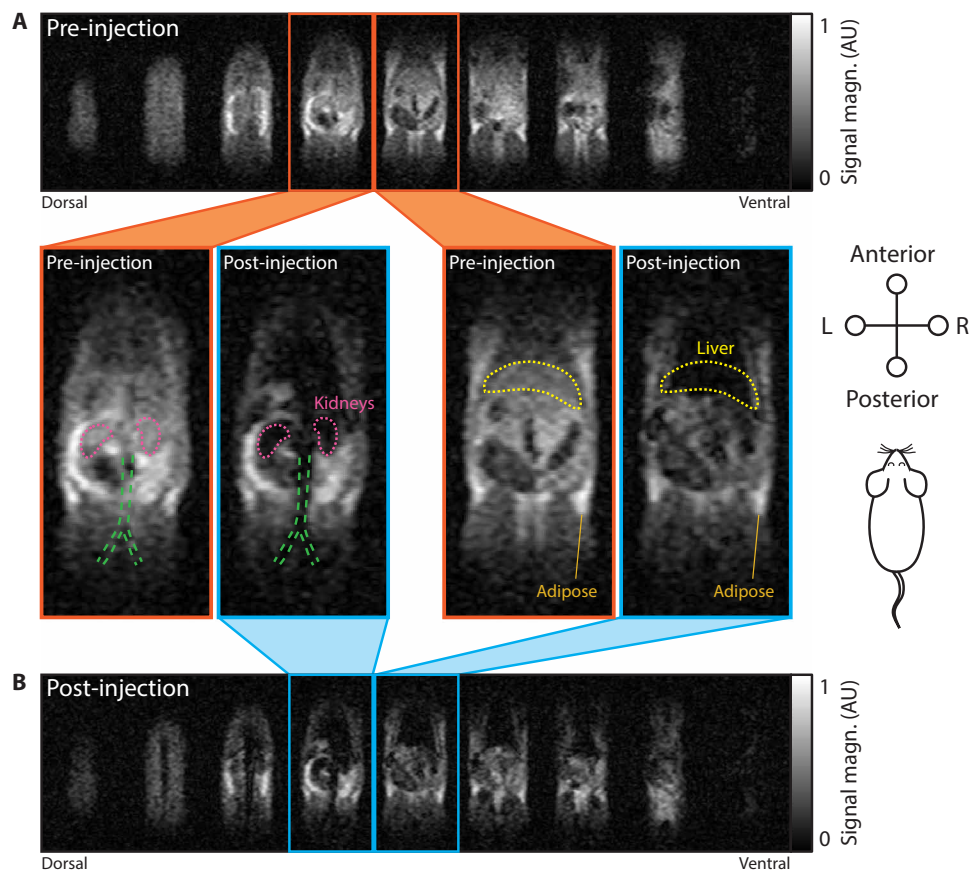 A
Pre-injection
1
0
Signal magn. (AU)
Dorsal
Ventral
Pre-injection
Post-injection
Kidneys
Pre-injection
Adipose
Post-injection
Liver
Adipose
Anterior
L
R
Posterior
B
Post-injection
1
0
Signal magn. (AU)
Dorsal
Ventral